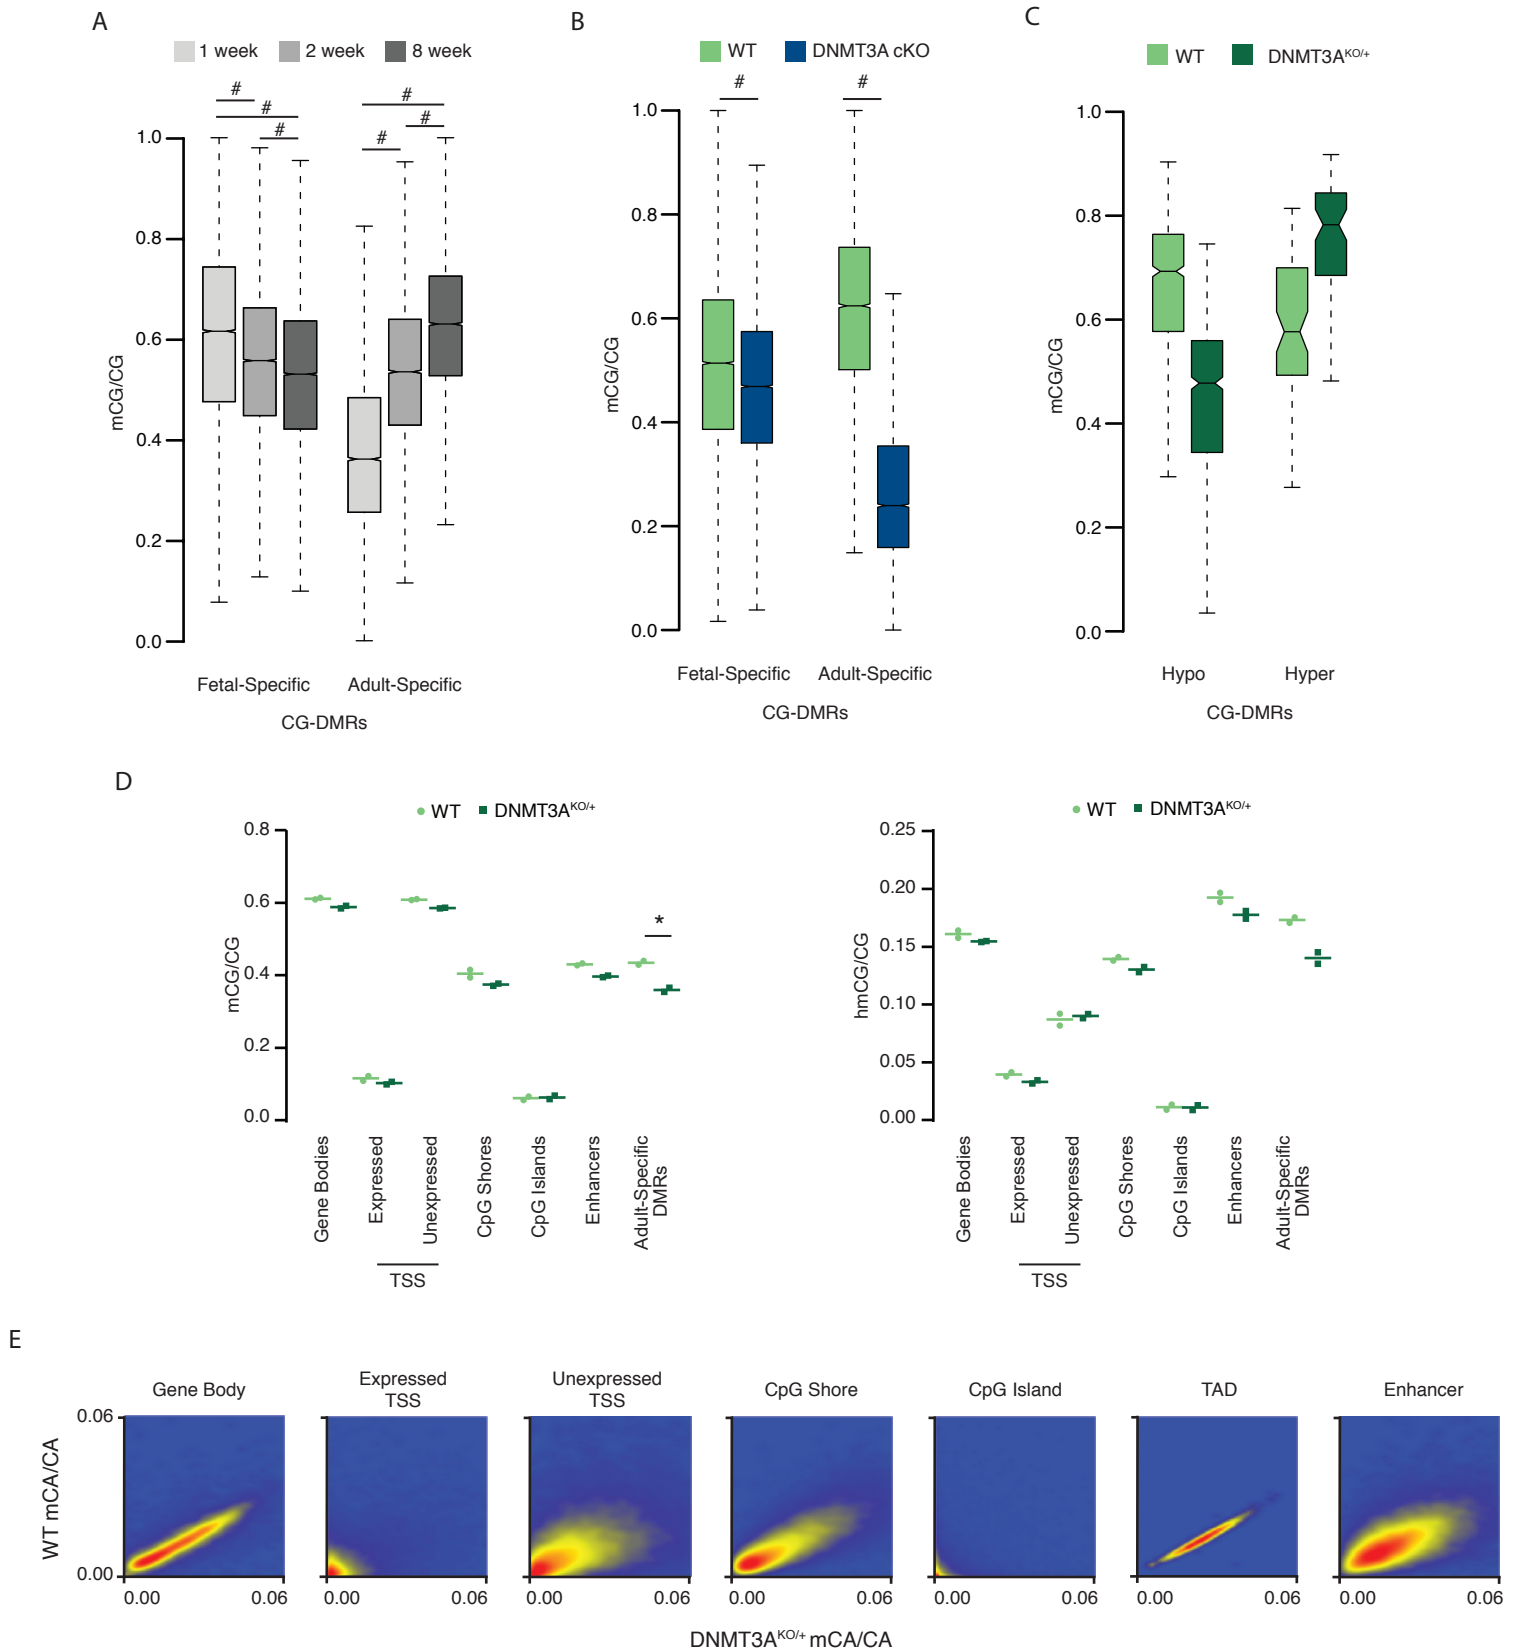 A
1 week
2 week
8 week
#
#
#
#
#
#
1.0
0.8
0.6
0.4
0.2
0.0
mCG/CG
Fetal-Specific
Adult-Specific
CG-DMRs
B
WT
DNMT3A cKO
#
#
1.0
0.8
0.6
0.4
0.2
0.0
mCG/CG
Fetal-Specific
Adult-Specific
CG-DMRs
C
WT
DNMT3AKO/+
1.0
0.8
0.6
0.4
0.2
0.0
mCG/CG
Hypo
Hyper
CG-DMRs
D
WT
DNMT3AKO/+
0.8
0.6
0.4
0.2
0.0
mCG/CG
*
Gene Bodies
Expressed
Unexpressed
CpG Shores
CpG Islands
Enhancers
Adult-Specific
DMRs
TSS
WT
DNMT3AKO/+
0.25
0.20
0.15
0.10
0.05
0.00
hmCG/CG
Gene Bodies
Expressed
Unexpressed
CpG Shores
CpG Islands
Enhancers
Adult-Specific
DMRs
TSS
E
Gene Body
Expressed
TSS
Unexpressed
TSS
CpG Shore
CpG Island
TAD
Enhancer
WT mCA/CA
0.06
0.00
0.00 0.06
0.00 0.06
0.00 0.06
0.00 0.06
0.00 0.06
0.00 0.06
0.00 0.06
DNMT3AKO/+ mCA/CA